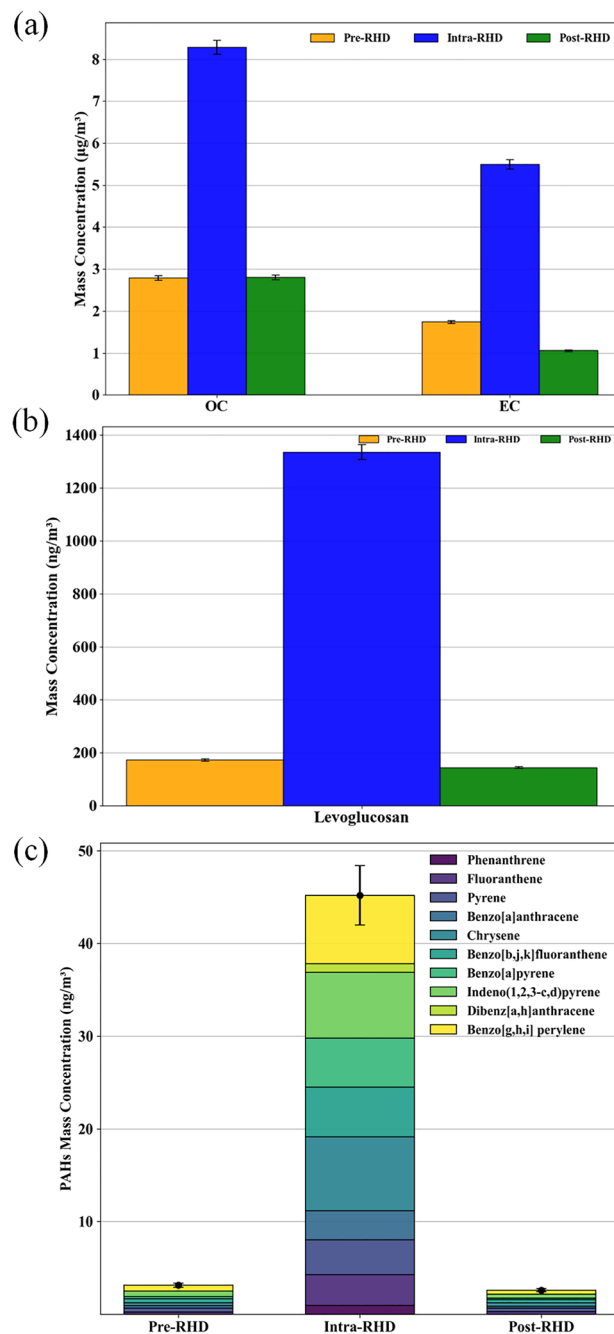 (a)
Pre-RHD Intra-RHD Post-RHD
Mass Concentration (μg/m³)
8
7
6
5
4
3
2
1
0
OC EC
(b)
Pre-RHD Intra-RHD Post-RHD
Mass Concentration (ng/m³)
1400
1200
1000
800
600
400
200
0
Levoglucosan
(c)
PAHs Mass Concentration (ng/m³)
50
40
30
20
10
Phenanthrene
Fluoranthene
Pyrene
Benzo[a]anthracene
Chrysene
Benzo[b,j,k]fluoranthene
Benzo[a]pyrene
Indeno(1,2,3-c,d)pyrene
Dibenz[a,h]anthracene
Benzo[g,h,i] perylene
Pre-RHD Intra-RHD Post-RHD